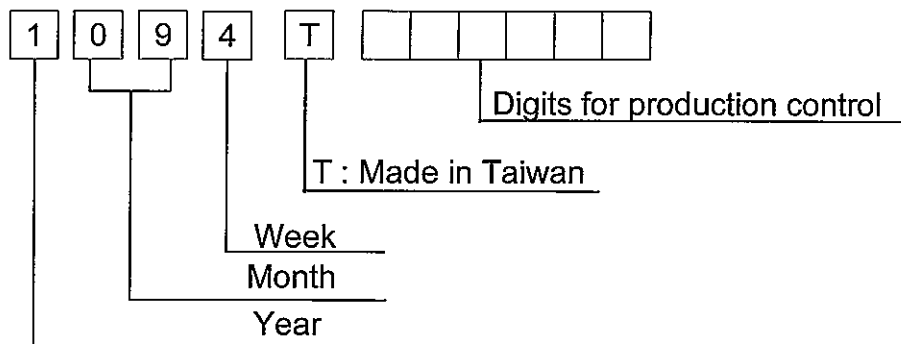 1 0 9 4 T
Digits for production control
T : Made in Taiwan
Week
Month
Year